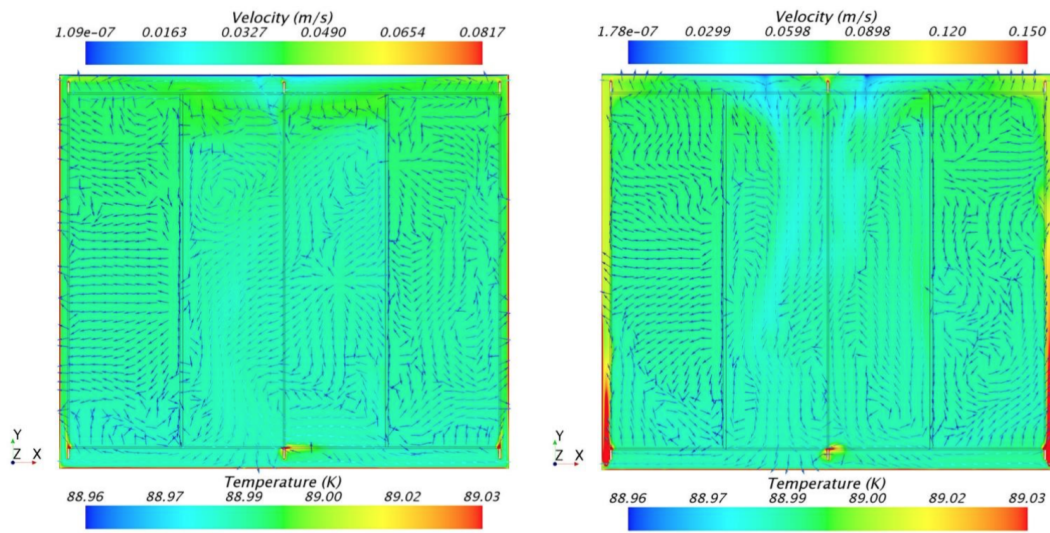 Velocity (m/s)
1.09e-07 0.0163 0.0327 0.0490 0.0654 0.0817
Y
Z X
Temperature (K)
88.96 88.97 88.99 89.00 89.02 89.03
Velocity (m/s)
1.78e-07 0.0299 0.0598 0.0898 0.120 0.150
Y
Z X
Temperature (K)
88.96 88.97 88.99 89.00 89.02 89.03